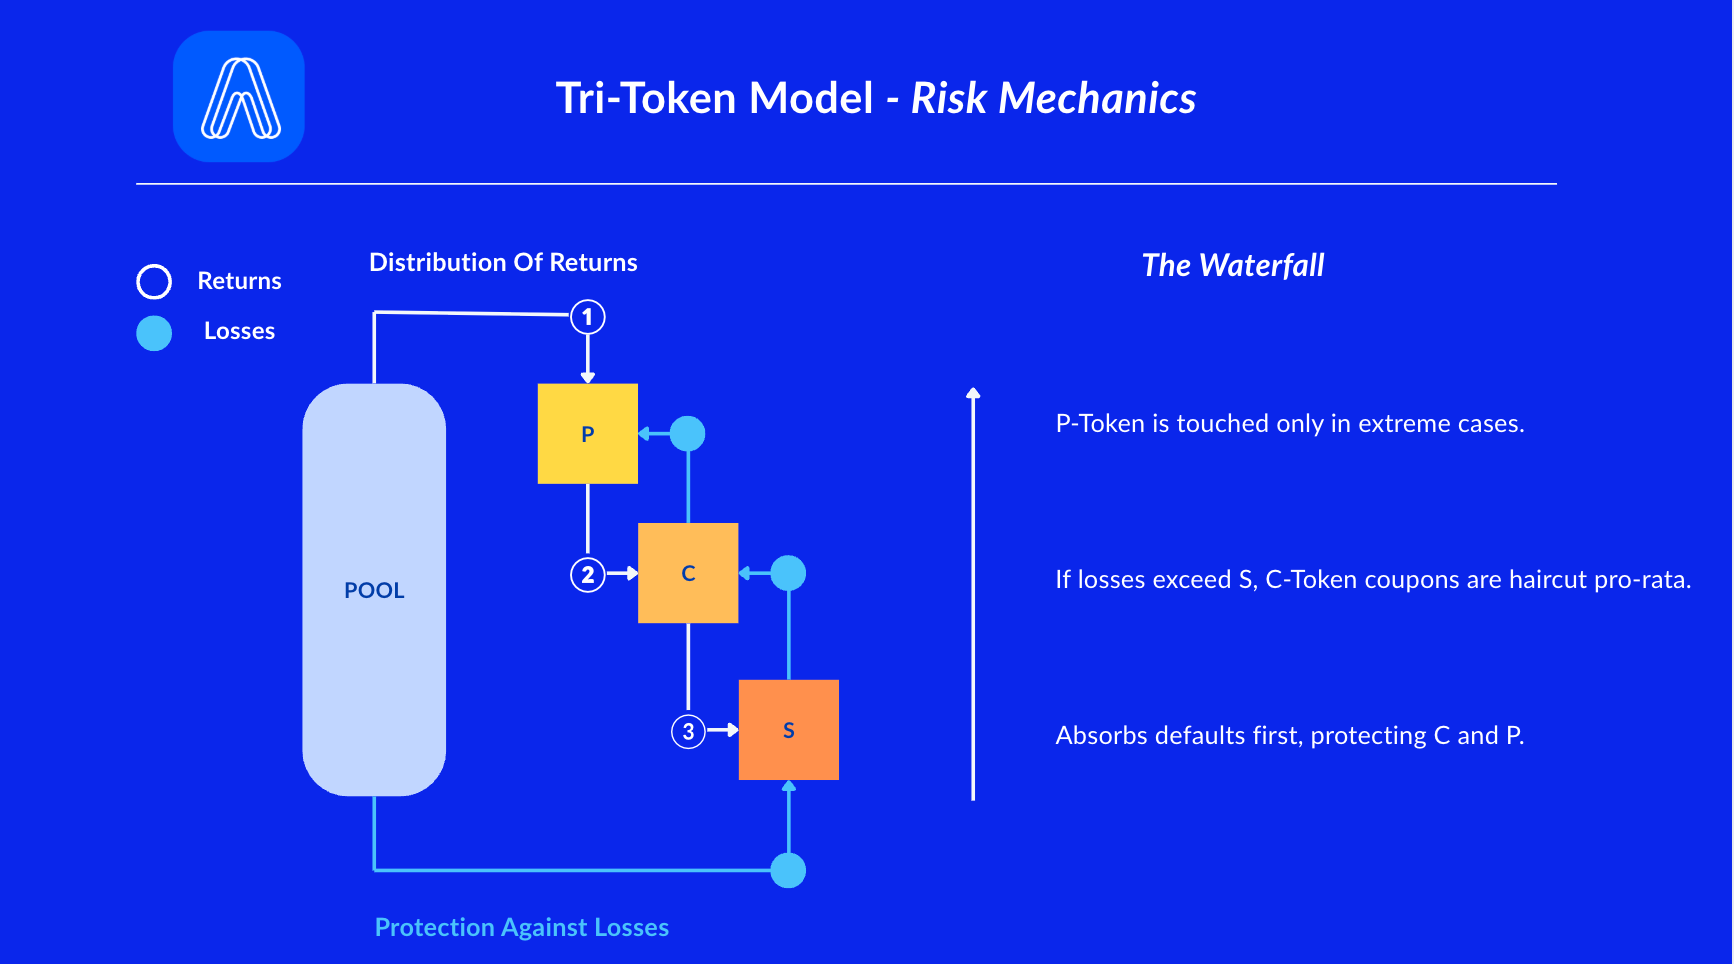 Tri-Token Model - Risk Mechanics
Returns
Losses
Distribution Of Returns
1
P
2
C
3
S
POOL
Protection Against Losses
The Waterfall
P-Token is touched only in extreme cases.
If losses exceed S, C-Token coupons are haircut pro-rata.
Absorbs defaults first, protecting C and P.